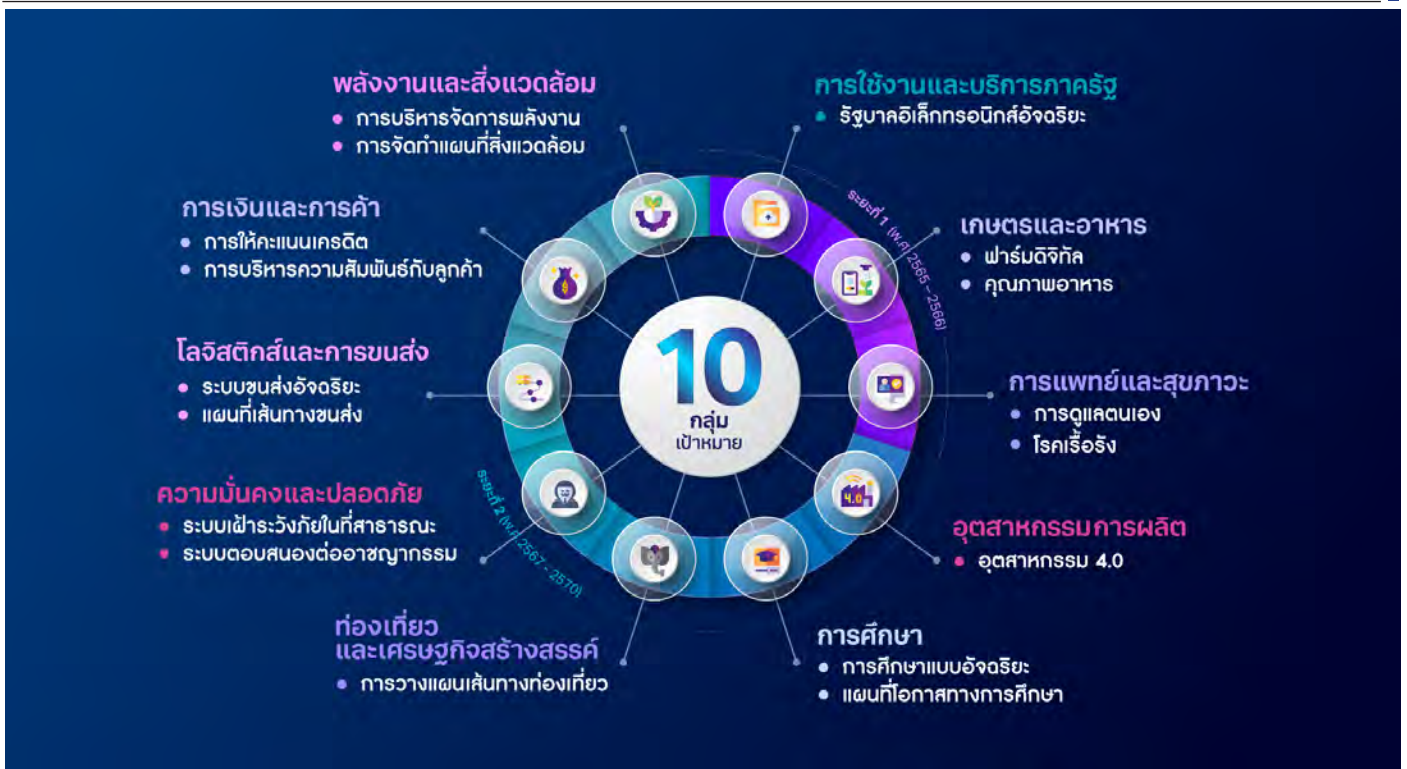 พลังงานและสิ่งแวดล้อม
• การบริหารจัดการพลังงาน
• การจัดทำแผนที่สิ่งแวดล้อม
การใช้งานและบริการภาครัฐ
• รัฐบาลอิเล็กทรอนิกส์อัจฉริยะ
การเงินและการค้า
• การให้คะแนนเครดิต
• การบริหารความสัมพันธ์กับลูกค้า
เกษตรและอาหาร
• ฟาร์มดิจิทัล
• คุณภาพอาหาร
โลจิสติกส์และการขนส่ง
• ระบบขนส่งอัจฉริยะ
• แผนที่เส้นทางขนส่ง
การแพทย์และสุขภาวะ
• การดูแลตนเอง
• โรคเรื้อรัง
ความมั่นคงและปลอดภัย
• ระบบเฝ้าระวังภัยในที่สาธารณะ
• ระบบตอบสนองต่ออาชญากรรม
อุตสาหกรรมการผลิต
• อุตสาหกรรม 4.0
ท่องเที่ยว
และเศรษฐกิจสร้างสรรค์
• การวางแผนเส้นทางท่องเที่ยว
การศึกษา
• การศึกษาแบบอัจฉริยะ
• แผนที่โอกาสทางการศึกษา
10
กลุ่ม
เป้าหมาย
ระยะที่ 1 (พ.ศ. 2565 - 2566)
ระยะที่ 2 (พ.ศ. 2567 - 2570)
4.0